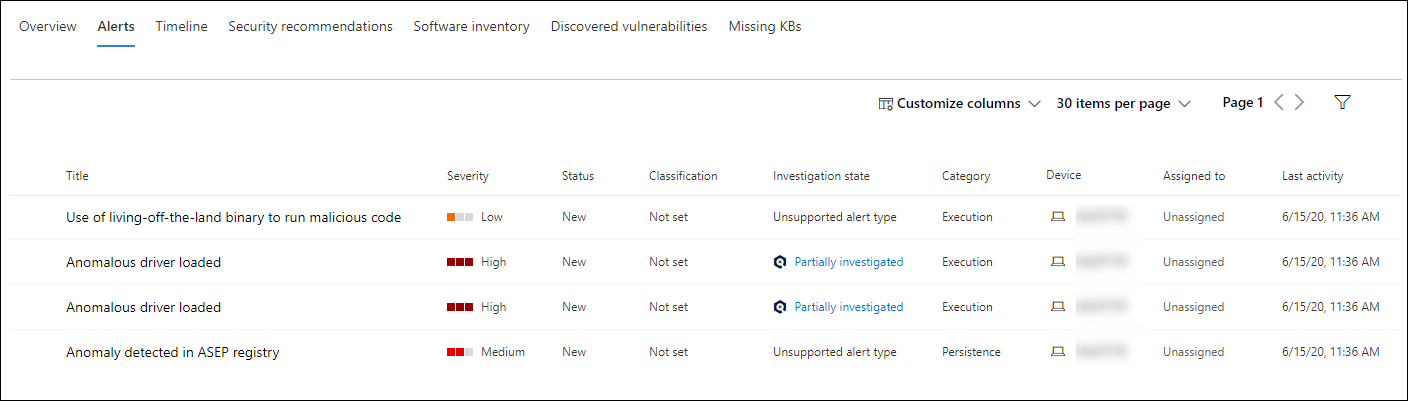 Overview Alerts Timeline Security recommendations Software inventory Discovered vulnerabilities Missing KBs
Customize columns 30 items per page Page 1
Title Severity Status Classification Investigation state Category Device Assigned to Last activity
Use of living-off-the-land binary to run malicious code Low New Not set Unsupported alert type Execution Unassigned 6/15/20, 11:36 AM
Anomalous driver loaded High New Not set Partially investigated Execution Unassigned 6/15/20, 11:36 AM
Anomalous driver loaded High New Not set Partially investigated Execution Unassigned 6/15/20, 11:36 AM
Anomaly detected in ASEP registry Medium New Not set Unsupported alert type Persistence Unassigned 6/15/20, 11:36 AM